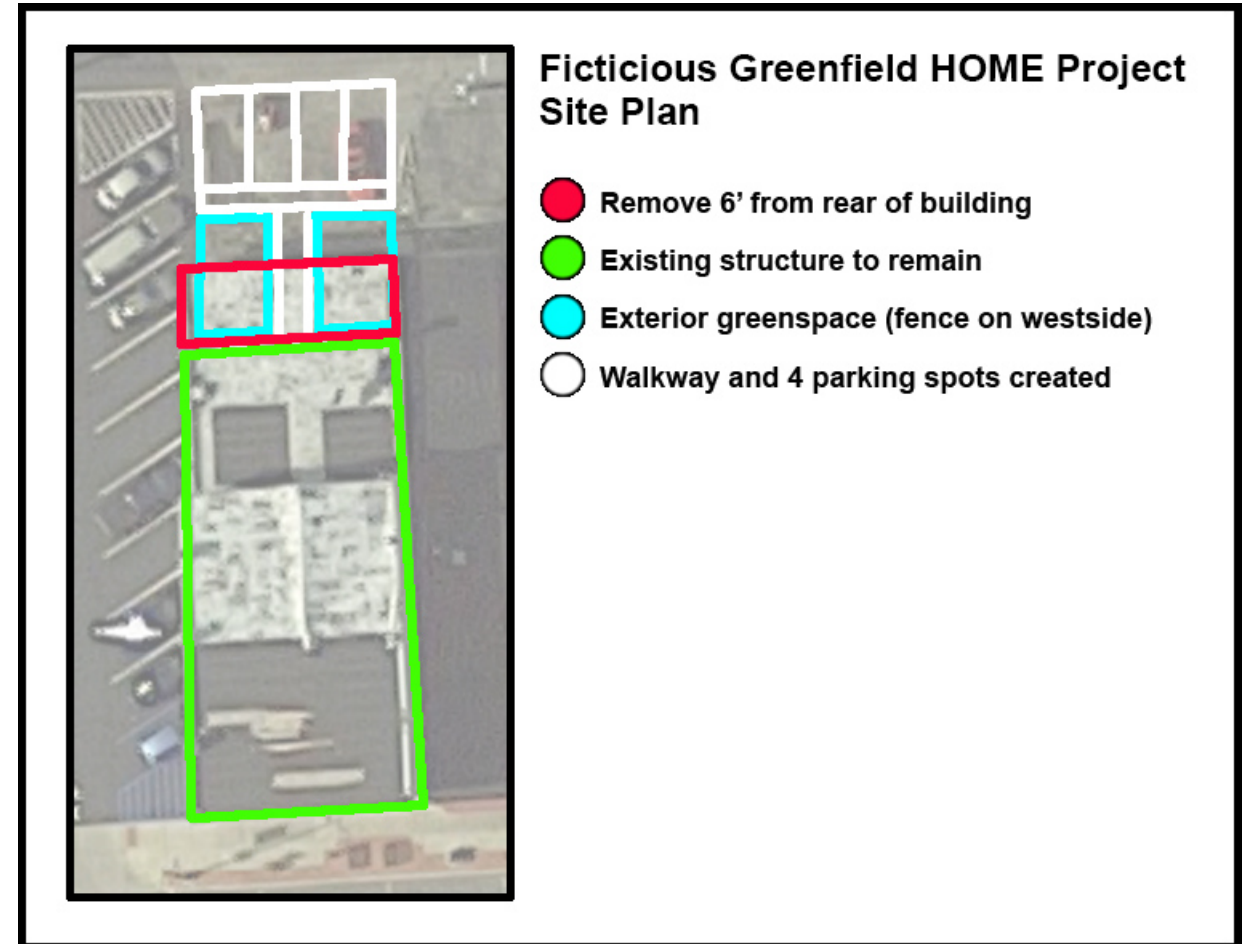 Ficticious Greenfield HOME Project
Site Plan
Remove 6’ from rear of building
Existing structure to remain
Exterior greenspace (fence on westside)
Walkway and 4 parking spots created